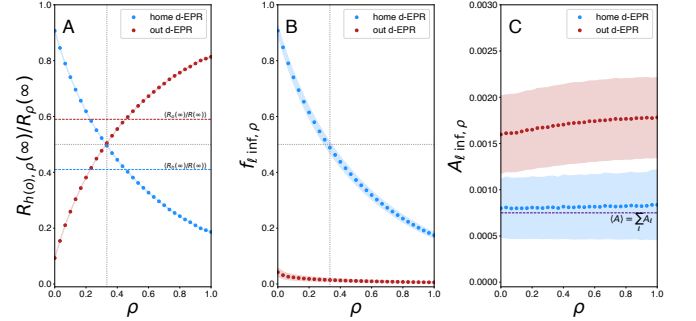 A
home d-EPR
out d-EPR
R_{h(o), ρ}(∞)/R_ρ(∞)
1.0
0.8
0.6
0.4
0.2
0.0
⟨R_o(∞)/R(∞)⟩
⟨R_h(∞)/R(∞)⟩
0.0 0.2 0.4 0.6 0.8 1.0
ρ
B
home d-EPR
out d-EPR
f_{ℓ inf, ρ}
1.0
0.8
0.6
0.4
0.2
0.0
0.0 0.2 0.4 0.6 0.8 1.0
ρ
C
home d-EPR
out d-EPR
A_{ℓ inf, ρ}
0.0030
0.0025
0.0020
0.0015
0.0010
0.0005
0.0000
⟨A⟩ = ∑_ℓ A_ℓ
0.0 0.2 0.4 0.6 0.8 1.0
ρ